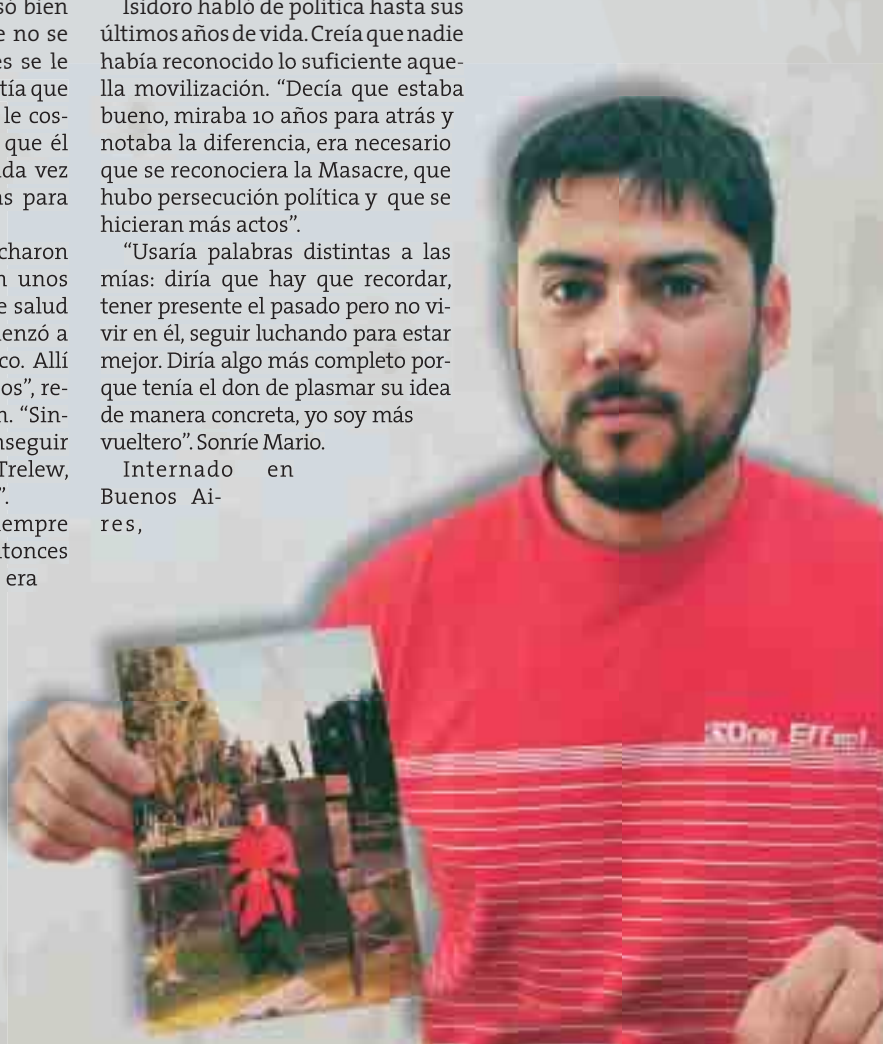 só bien
e no se
es se le
tía que
le cos-
que él
da vez
as para
charon
n unos
e salud
enzó a
co. Allí
os”, re-
n. “Sin-
nseguir
Trelew,
”.
iempre
ntonces
era
Isidoro habló de política hasta sus
últimos años de vida. Creía que nadie
había reconocido lo suficiente aque-
lla movilización. “Decía que estaba
bueno, miraba 10 años para atrás y
notaba la diferencia, era necesario
que se reconociera la Masacre, que
hubo persecución política y que se
hicieran más actos”.
“Usaría palabras distintas a las
mías: diría que hay que recordar,
tener presente el pasado pero no vi-
vir en él, seguir luchando para estar
mejor. Diría algo más completo por-
que tenía el don de plasmar su idea
de manera concreta, yo soy más
vueltero”. Sonríe Mario.
Internado en
Buenos Ai-
res,
One Effect